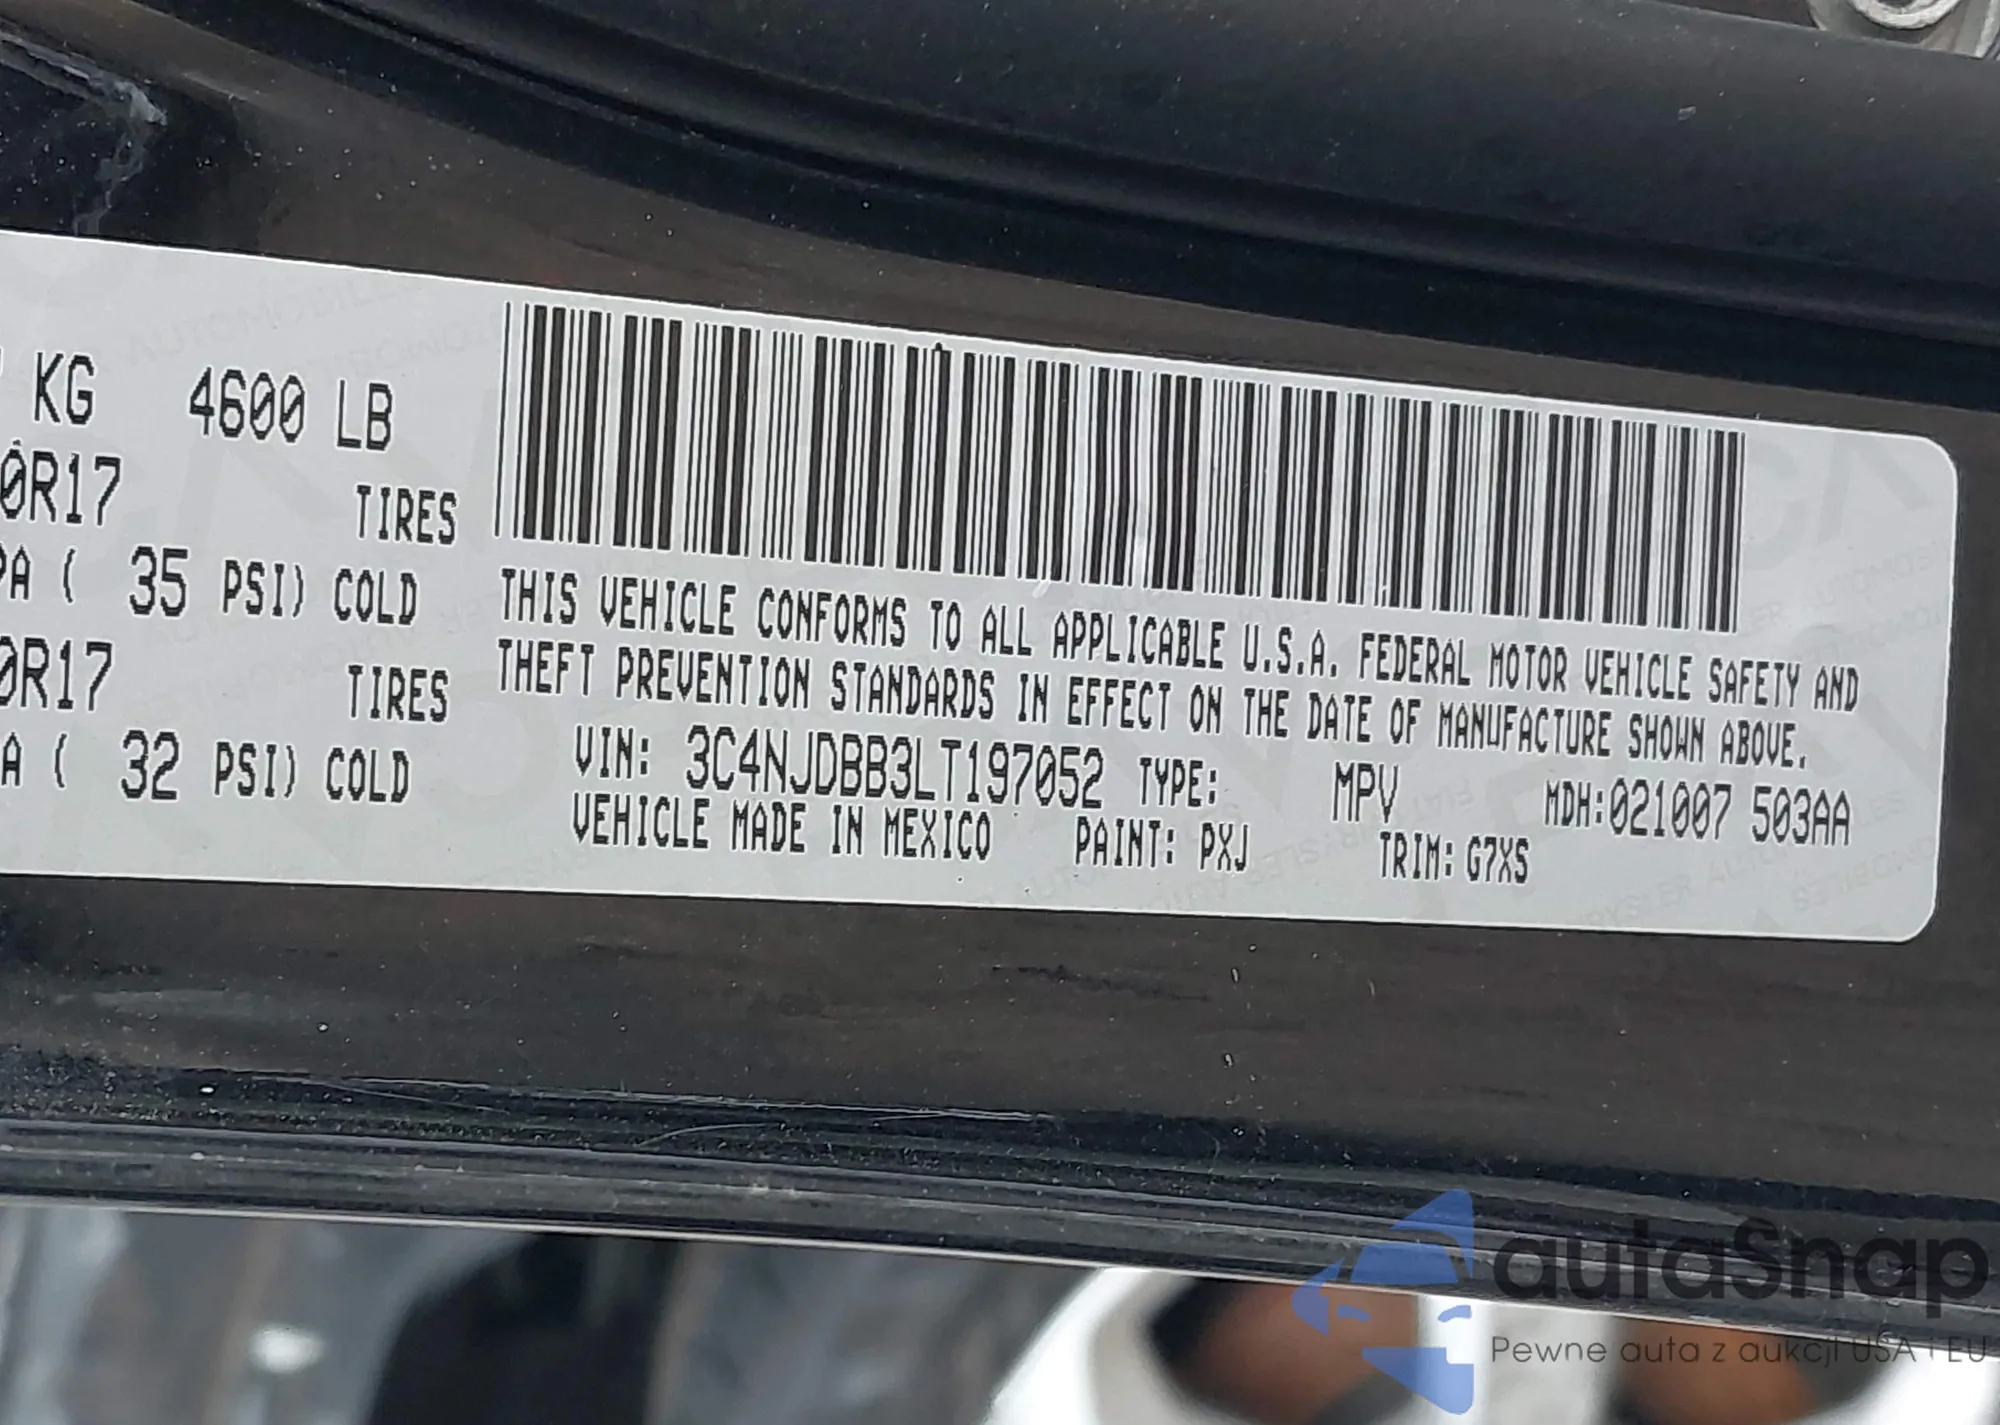 KG 4600 LB
0R17 TIRES
PA ( 35 PSI) COLD
0R17 TIRES
A ( 32 PSI) COLD
THIS VEHICLE CONFORMS TO ALL APPLICABLE U.S.A. FEDERAL MOTOR VEHICLE SAFETY AND
THEFT PREVENTION STANDARDS IN EFFECT ON THE DATE OF MANUFACTURE SHOWN ABOVE.
VIN: 3C4NJDBB3LT197052 TYPE: MPV MDH:021007 503AA
VEHICLE MADE IN MEXICO PAINT: PXJ TRIM: G7XS
autaSnap
Pewne auta z aukcji USA i EU